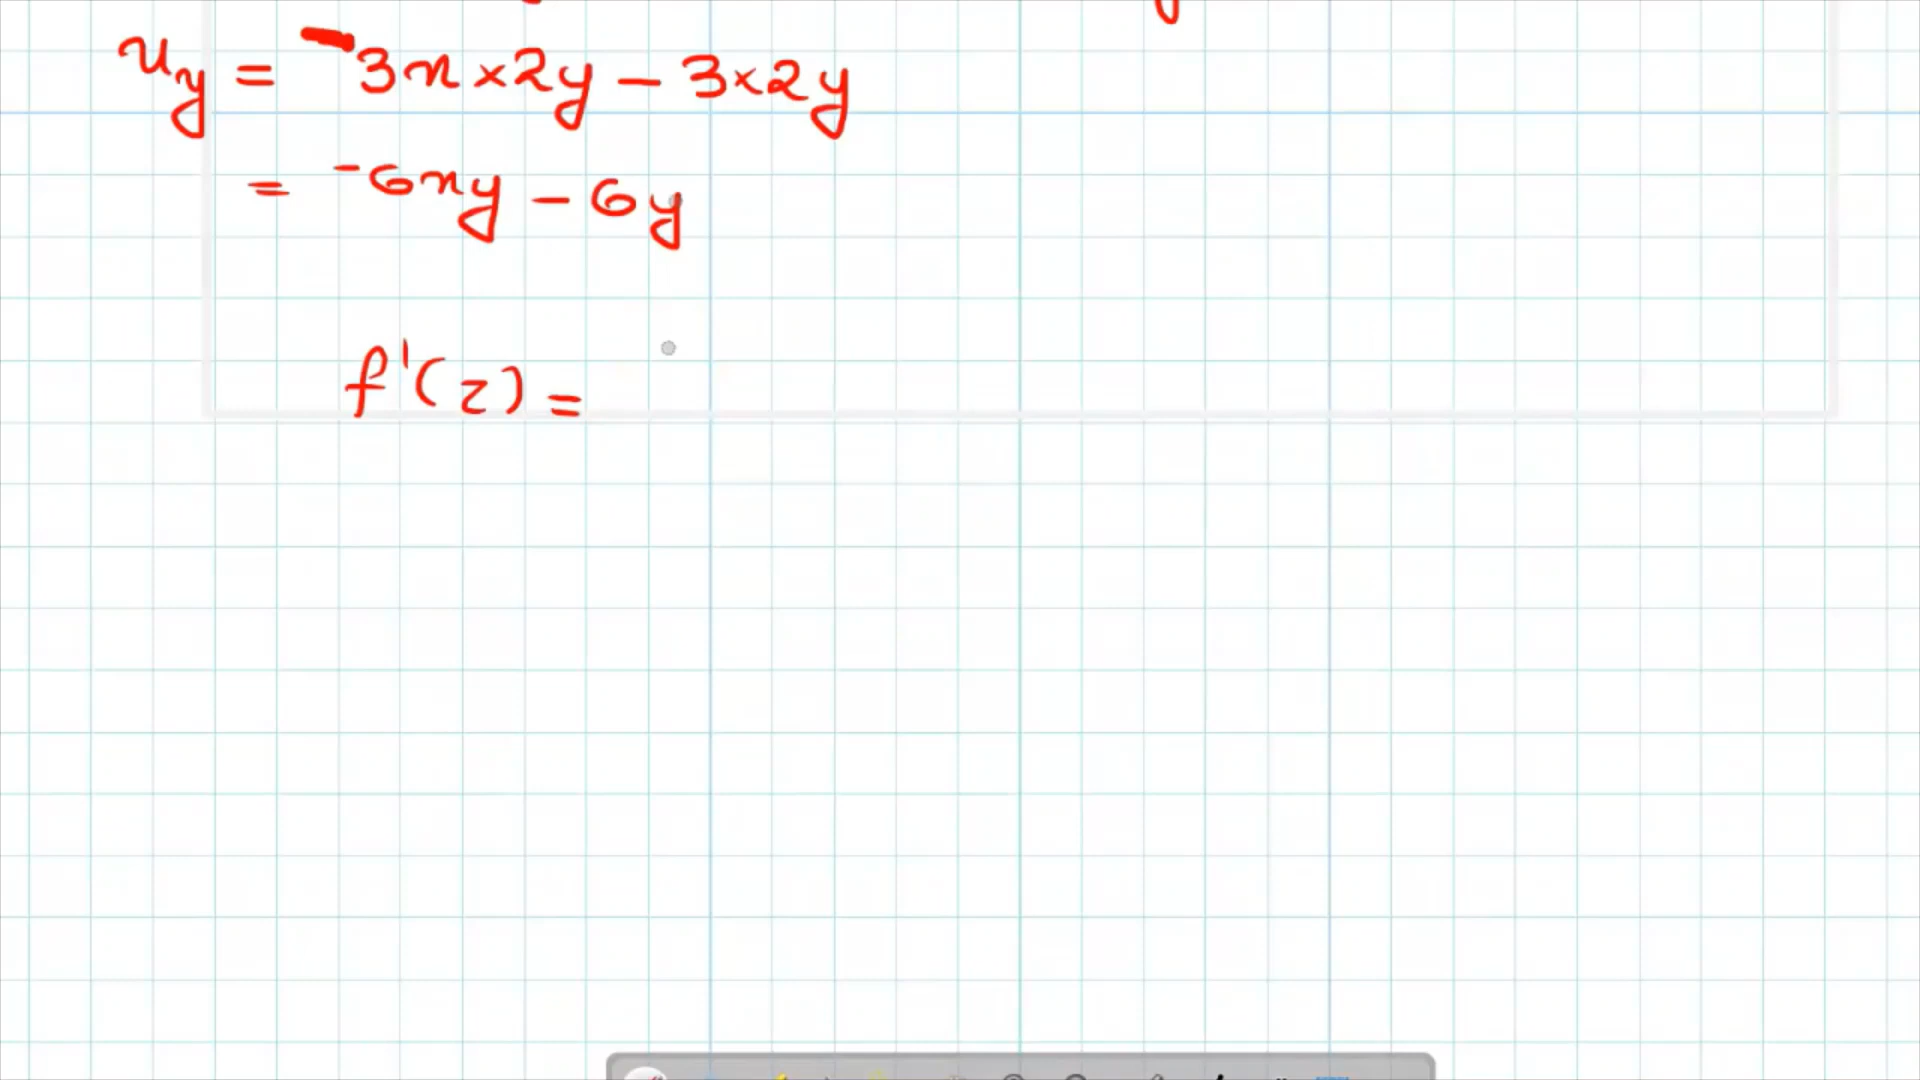 u_y = -3x×2y - 3×2y
= -6xy - 6y
f'(z) =